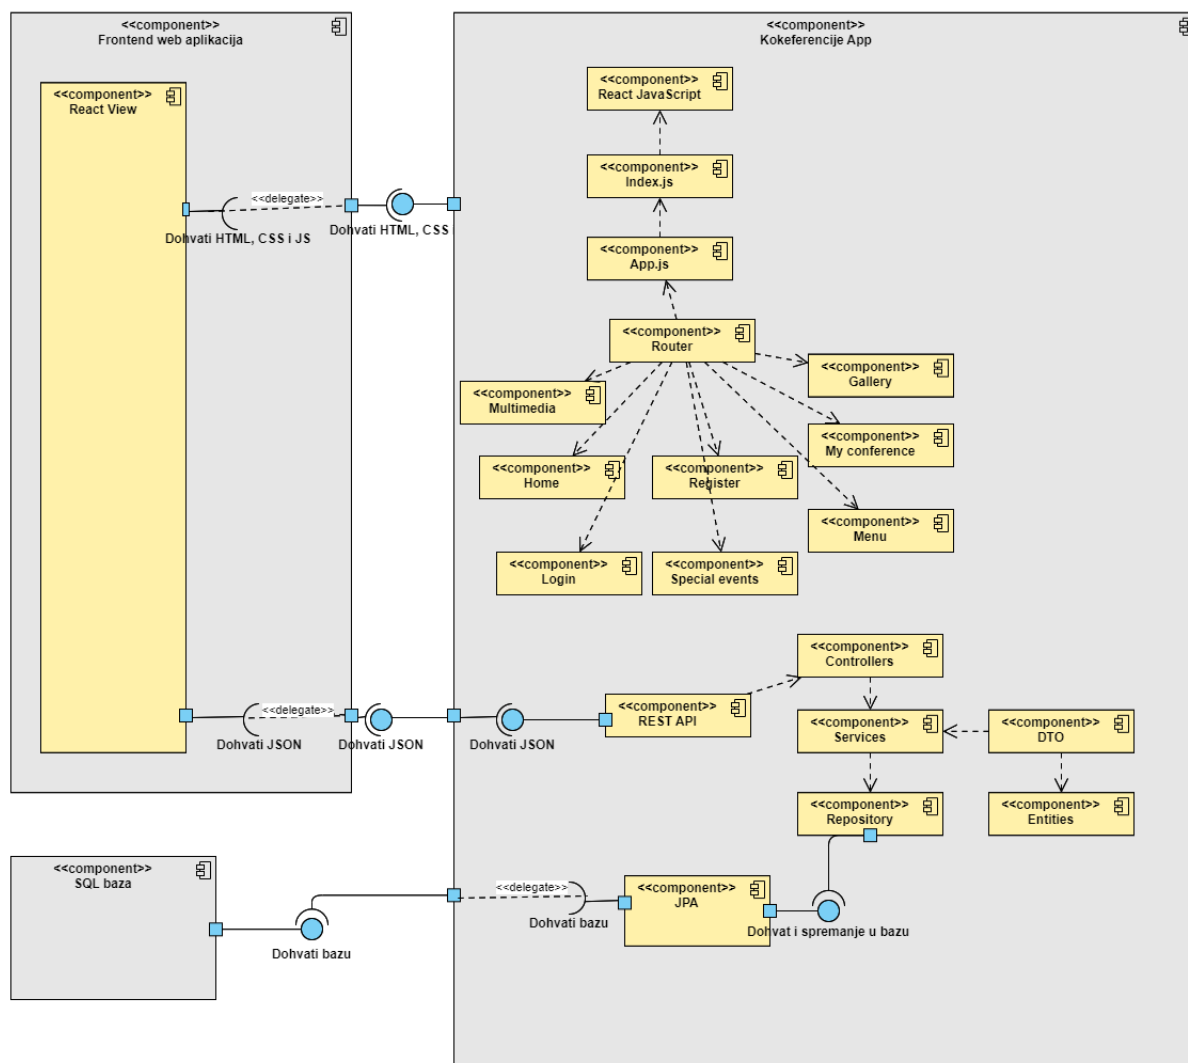 <<component>>
Frontend web aplikacija
<<component>>
React View
<<delegate>>
Dohvati HTML, CSS i JS
Dohvati HTML, CSS i
<<delegate>>
Dohvati JSON
Dohvati JSON
<<component>>
Kokeferencije App
<<component>>
React JavaScript
<<component>>
Index.js
<<component>>
App.js
<<component>>
Router
<<component>>
Gallery
<<component>>
Multimedia
<<component>>
My conference
<<component>>
Home
<<component>>
Register
<<component>>
Menu
<<component>>
Login
<<component>>
Special events
<<component>>
Controllers
Dohvati JSON
<<component>>
REST API
<<component>>
Services
<<component>>
DTO
<<component>>
Repository
<<component>>
Entities
<<component>>
SQL baza
Dohvati bazu
<<delegate>>
Dohvati bazu
<<component>>
JPA
Dohvat i spremanje u bazu